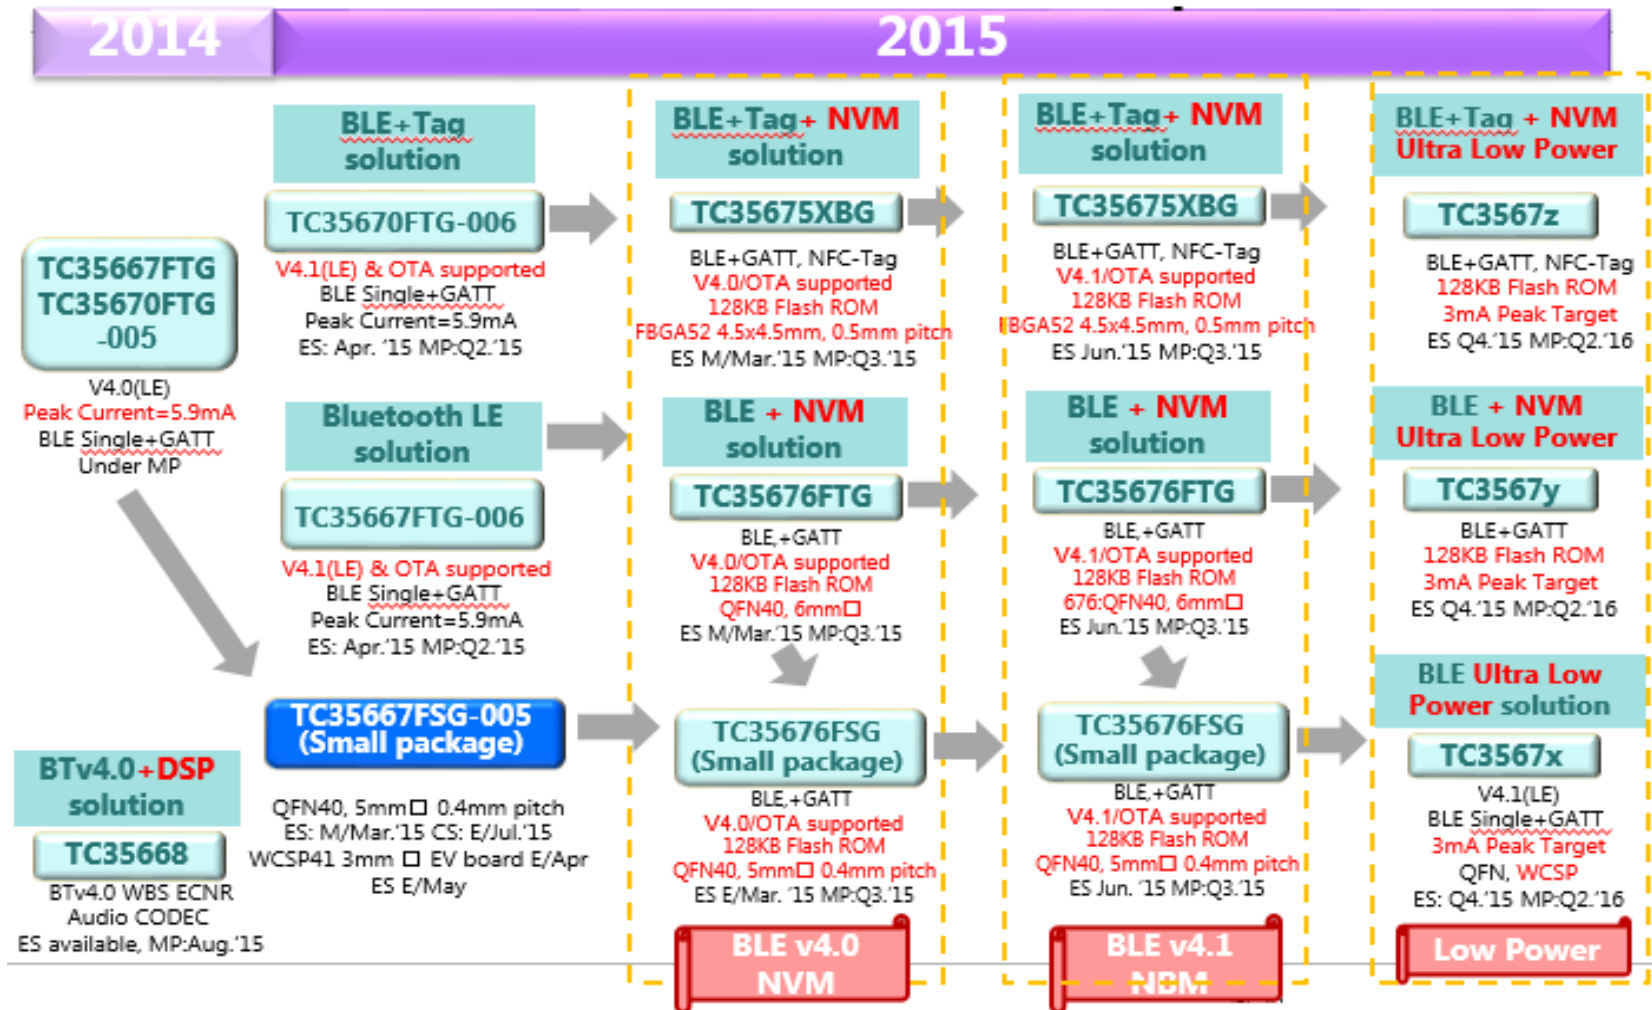 2014
2015
TC35667FTG
TC35670FTG
-005
V4.0(LE)
Peak Current=5.9mA
BLE Single+GATT
Under MP
BTv4.0+DSP
solution
TC35668
BTv4.0 WBS ECNR
Audio CODEC
ES available, MP:Aug.'15
BLE+Tag
solution
TC35670FTG-006
V4.1(LE) & OTA supported
BLE Single+GATT
Peak Current=5.9mA
ES: Apr. '15 MP:Q2.'15
Bluetooth LE
solution
TC35667FTG-006
V4.1(LE) & OTA supported
BLE Single+GATT
Peak Current=5.9mA
ES: Apr.'15 MP:Q2.'15
TC35667FSG-005
(Small package)
QFN40, 5mm□ 0.4mm pitch
ES: M/Mar.'15 CS: E/Jul.'15
WCSP41 3mm □ EV board E/Apr
ES E/May
BLE+Tag+ NVM
solution
TC35675XBG
BLE+GATT, NFC-Tag
V4.0/OTA supported
128KB Flash ROM
FBGA52 4.5x4.5mm, 0.5mm pitch
ES M/Mar.'15 MP:Q3.'15
BLE + NVM
solution
TC35676FTG
BLE,+GATT
V4.0/OTA supported
128KB Flash ROM
QFN40, 6mm□
ES M/Mar.'15 MP:Q3.'15
TC35676FSG
(Small package)
BLE,+GATT
V4.0/OTA supported
128KB Flash ROM
QFN40, 5mm□ 0.4mm pitch
ES E/Mar. '15 MP:Q3.'15
BLE v4.0
NVM
BLE+Tag+ NVM
solution
TC35675XBG
BLE+GATT, NFC-Tag
V4.1/OTA supported
128KB Flash ROM
FBGA52 4.5x4.5mm, 0.5mm pitch
ES Jun.'15 MP:Q3.'15
BLE + NVM
solution
TC35676FTG
BLE,+GATT
V4.1/OTA supported
128KB Flash ROM
676:QFN40, 6mm□
ES Jun.'15 MP:Q3.'15
TC35676FSG
(Small package)
BLE,+GATT
V4.1/OTA supported
128KB Flash ROM
QFN40, 5mm□ 0.4mm pitch
ES Jun. '15 MP:Q3.'15
BLE v4.1
NBM
BLE+Tag + NVM
Ultra Low Power
TC3567z
BLE+GATT, NFC-Tag
128KB Flash ROM
3mA Peak Target
ES Q4.'15 MP:Q2.'16
BLE + NVM
Ultra Low Power
TC3567y
BLE+GATT
128KB Flash ROM
3mA Peak Target
ES Q4.'15 MP:Q2.'16
BLE Ultra Low
Power solution
TC3567x
V4.1(LE)
BLE Single+GATT
3mA Peak Target
QFN, WCSP
ES: Q4.'15 MP:Q2.'16
Low Power